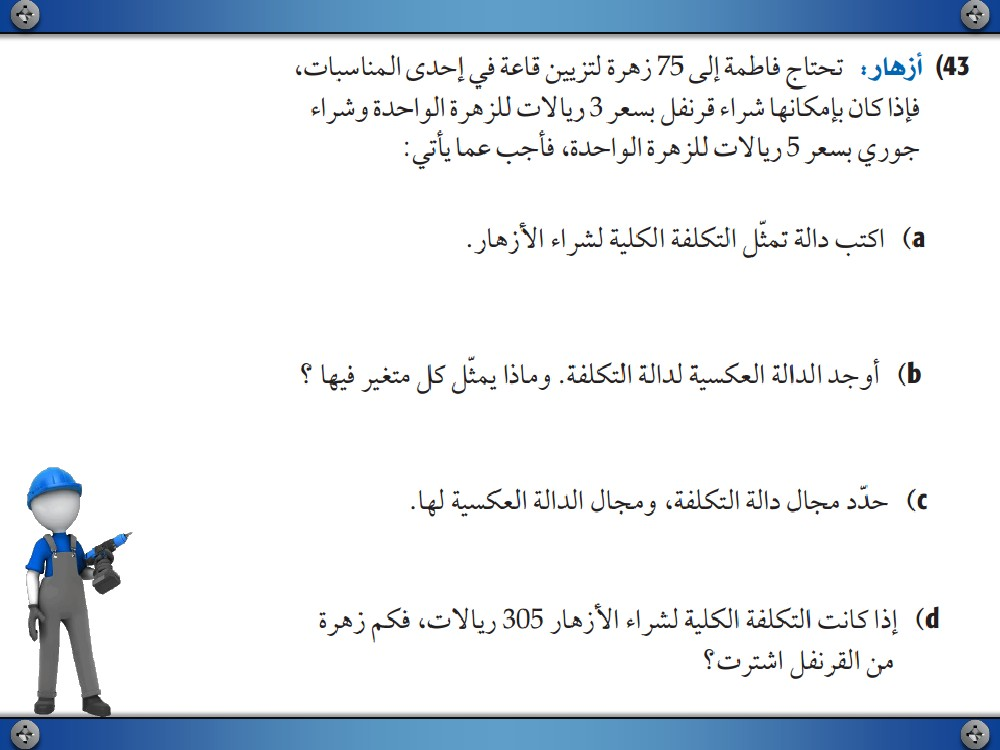 43) أزهار: تحتاج فاطمة إلى 75 زهرة لتزيين قاعة في إحدى المناسبات،
فإذا كان بإمكانها شراء قرنفل بسعر 3 ريالات للزهرة الواحدة وشراء
جوري بسعر 5 ريالات للزهرة الواحدة، فأجب عما يأتي:
a) اكتب دالة تمثّل التكلفة الكلية لشراء الأزهار.
b) أوجد الدالة العكسية لدالة التكلفة. وماذا يمثّل كل متغير فيها ؟
c) حدّد مجال دالة التكلفة، ومجال الدالة العكسية لها.
d) إذا كانت التكلفة الكلية لشراء الأزهار 305 ريالات، فكم زهرة
من القرنفل اشترت؟